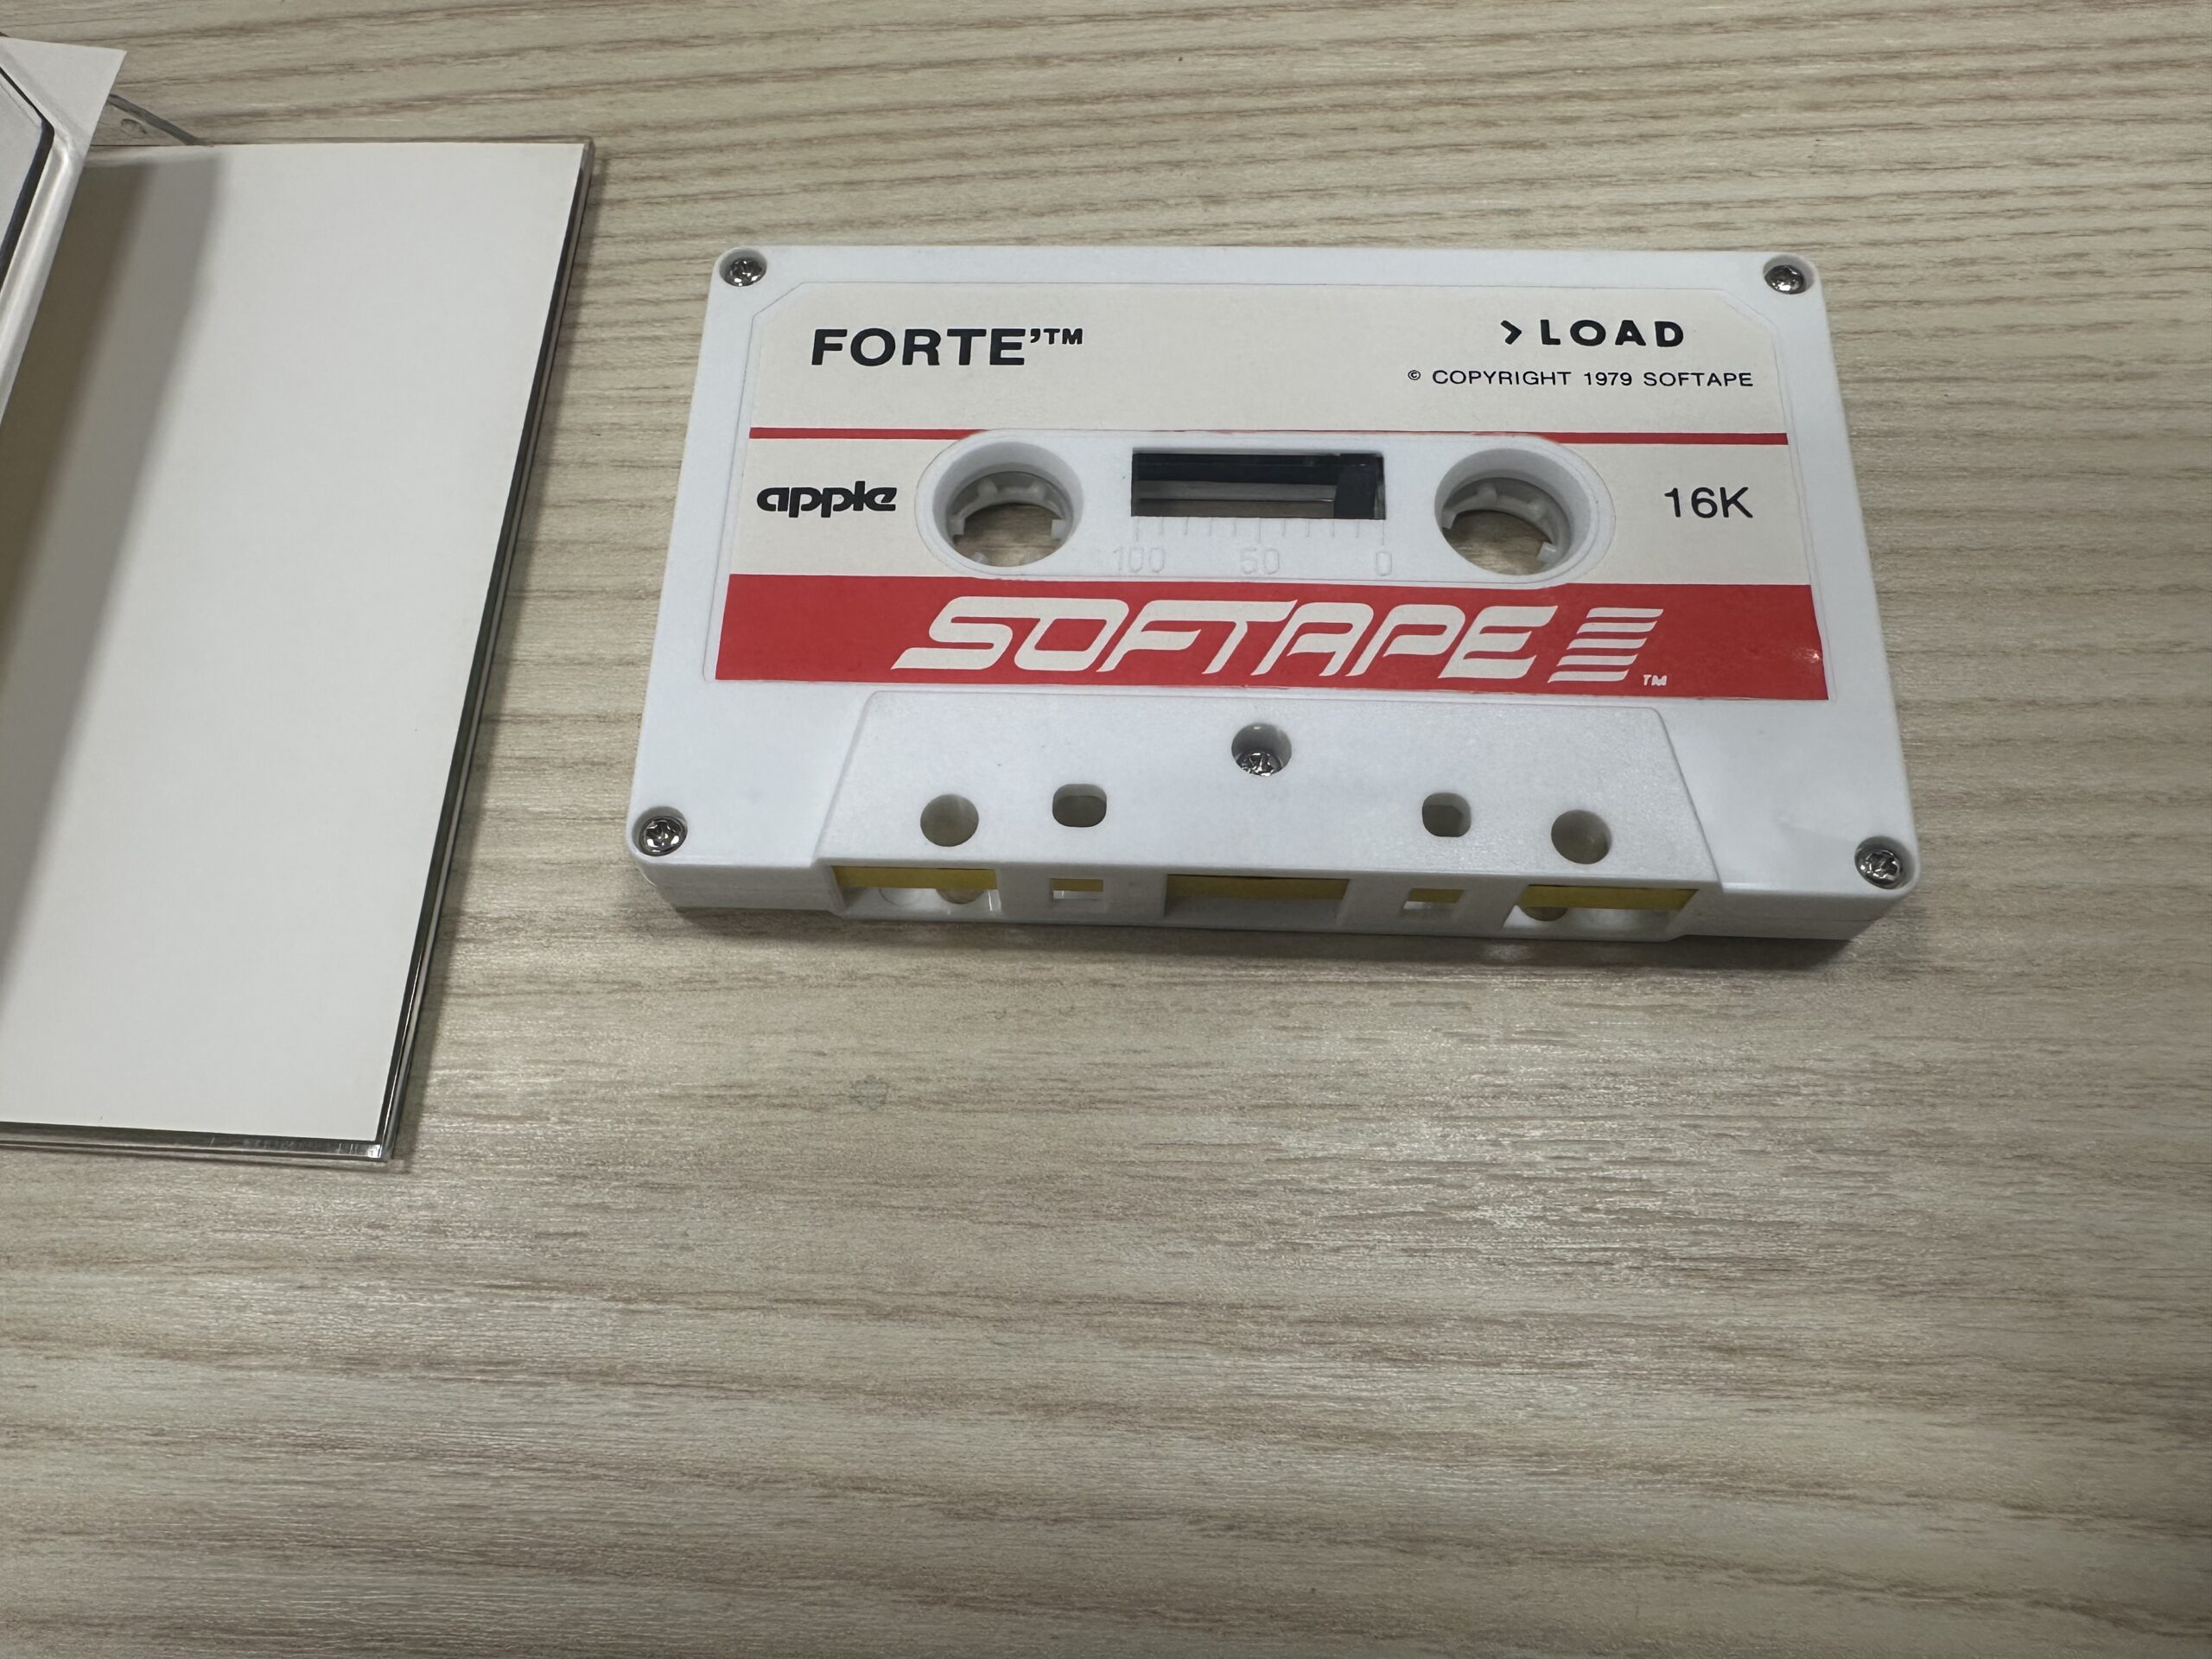 FORTE'™
>LOAD
© COPYRIGHT 1979 SOFTAPE
apple
16K
100 50 0
SOFTAPE ™